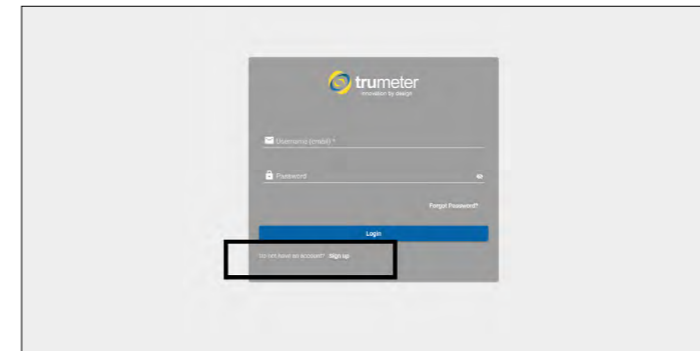 trumeter
innovation by design
Username (email) *
Password
Forgot Password?
Login
Do not have an account? Sign up